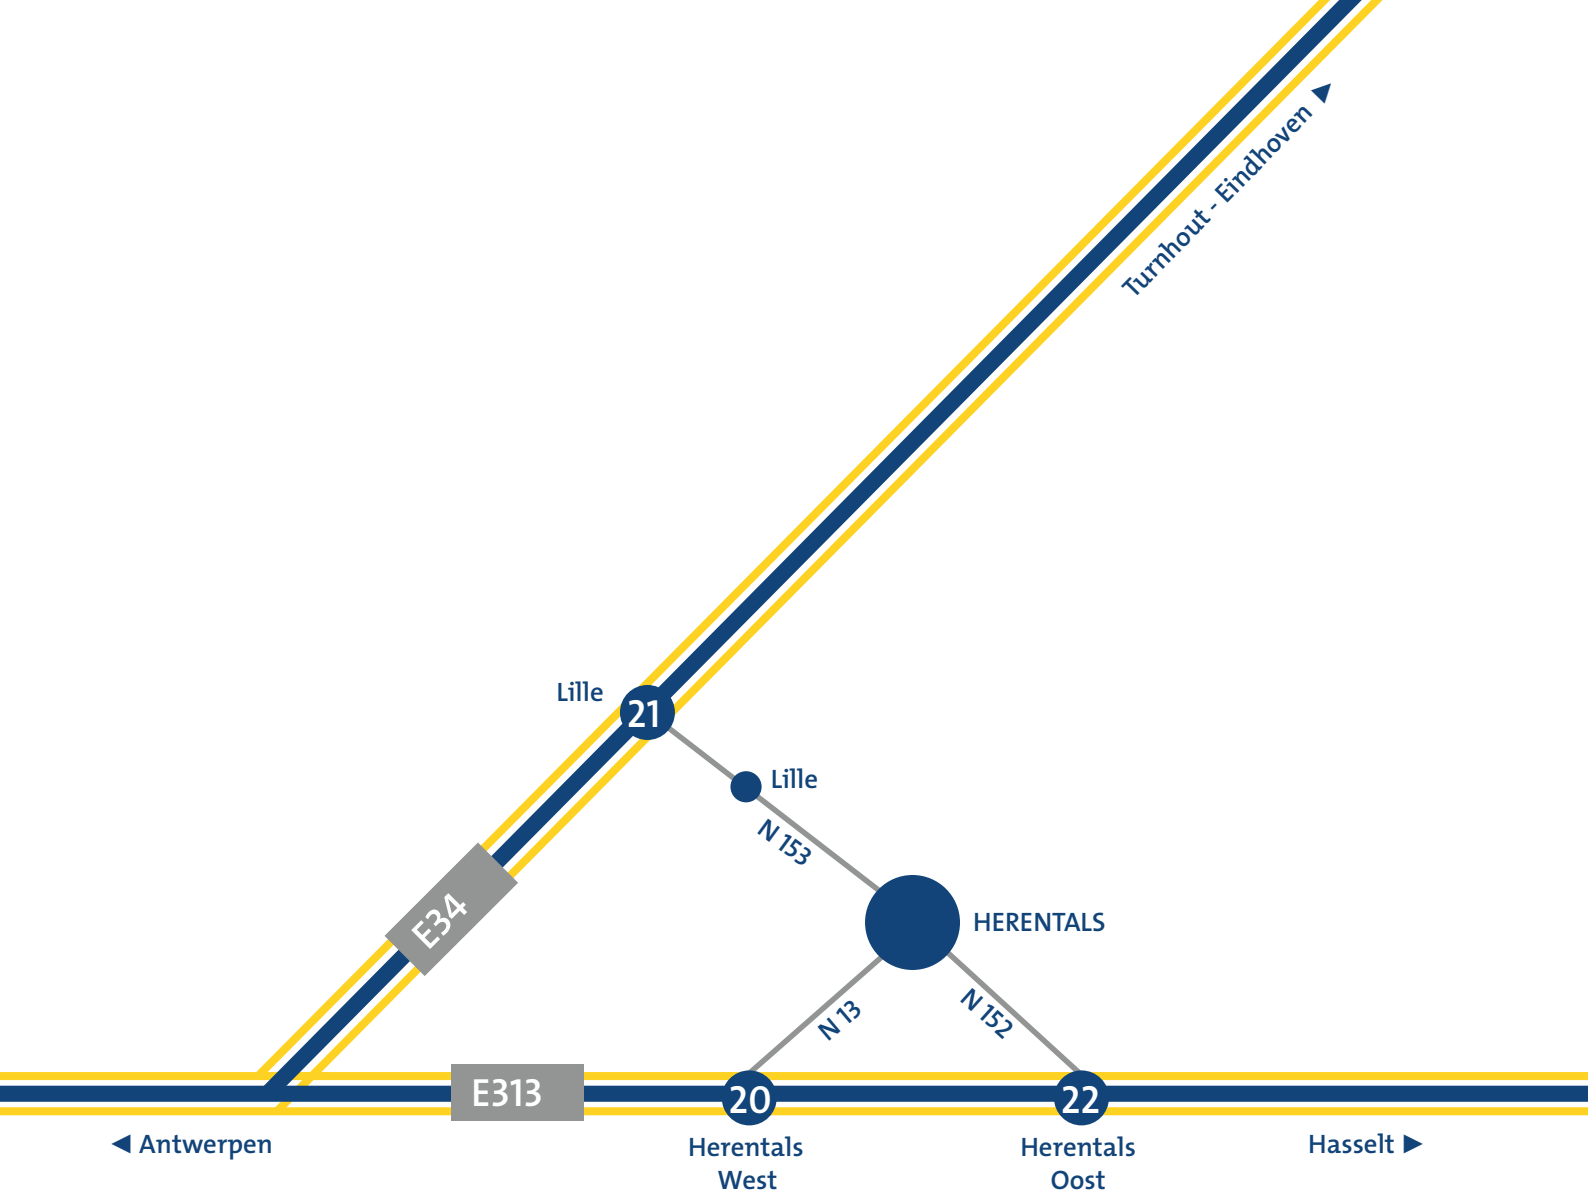 Turnhout - Eindhoven
Lille
21
Lille
N 153
E34
HERENTALS
N 13
N 152
E313
20
22
Antwerpen
Herentals
West
Herentals
Oost
Hasselt